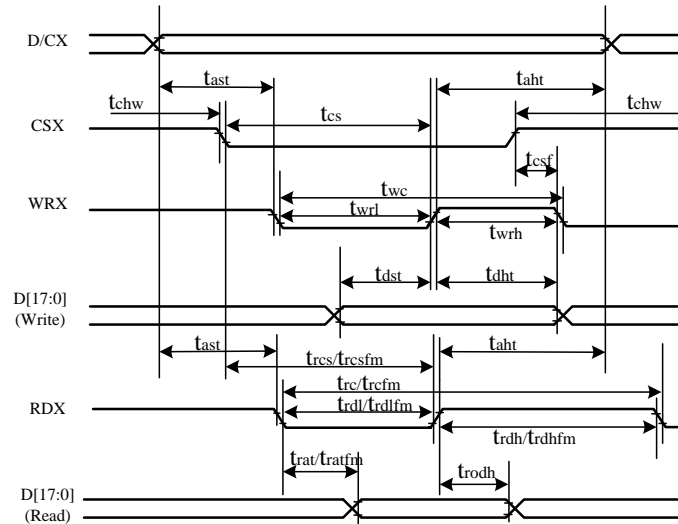 D/CX
tast
taht
tchw
tcs
tchw
CSX
tcsf
twc
WRX
twrl
twrh
tdst
tdht
D[17:0]
(Write)
tast
taht
trcs/trcsfm
trc/trcfm
RDX
trdl/trdlfm
trdh/trdhfm
trat/tratfm
trodh
D[17:0]
(Read)